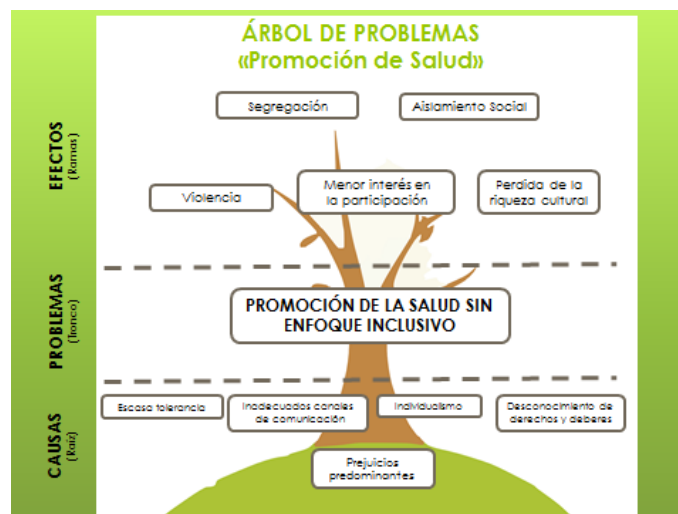 ÁRBOL DE PROBLEMAS
«Promoción de Salud»
EFECTOS
(Ramas)
Segregación
Aislamiento Social
Violencia
Menor interés en
la participación
Perdida de la
riqueza cultural
PROBLEMAS
(tronco)
PROMOCIÓN DE LA SALUD SIN
ENFOQUE INCLUSIVO
CAUSAS
(Raíz)
Escasa tolerancia
Inadecuados canales
de comunicación
Individualismo
Desconocimiento de
derechos y deberes
Prejuicios
predominantes